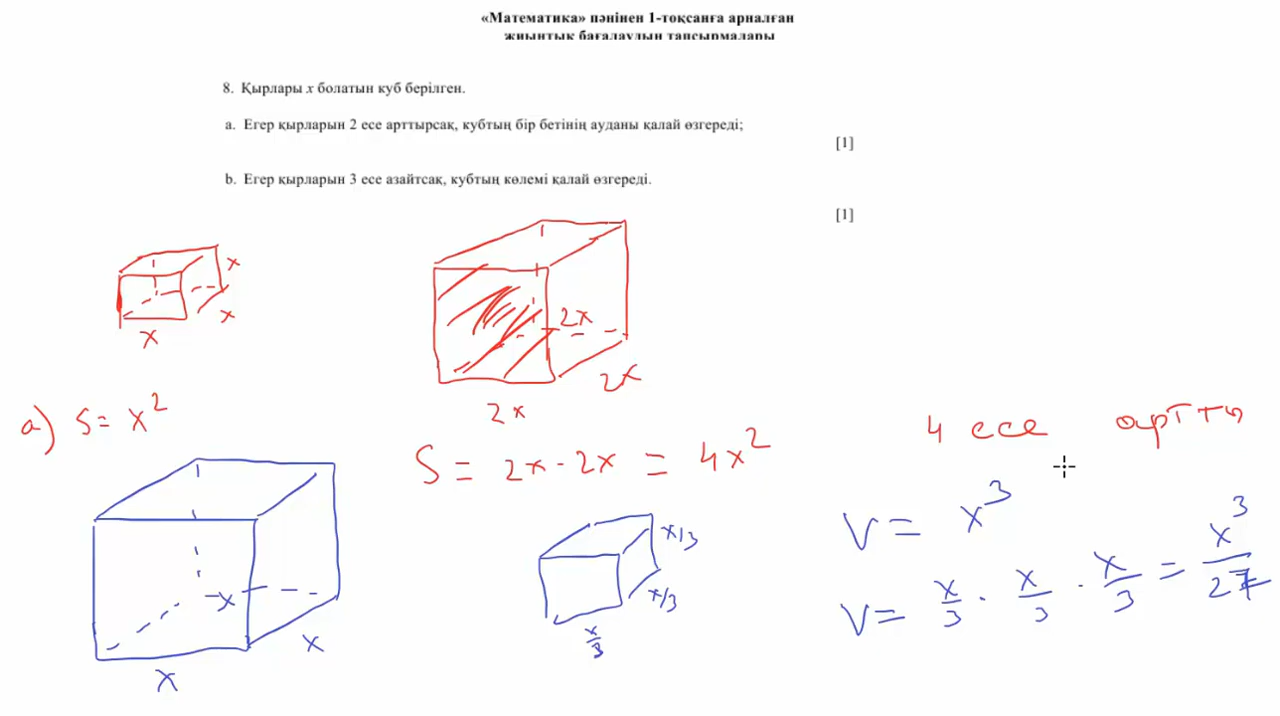 «Математика» пәнінен 1-тоқсанға арналған
жиынтық бағалаудың тапсырмалары
8. Қырлары x болатын куб берілген.
a. Егер қырларын 2 есе арттырсақ, кубтың бір бетінің ауданы қалай өзгереді;
[1]
b. Егер қырларын 3 есе азайтсақ, кубтың көлемі қалай өзгереді.
[1]
x
x
x
2x
2x
2x
a) S = x²
4 есе артты
S = 2x · 2x = 4x²
V = x³
x/3
x/3
x/3
V = x/3 · x/3 · x/3 = x³/27
x
x
x